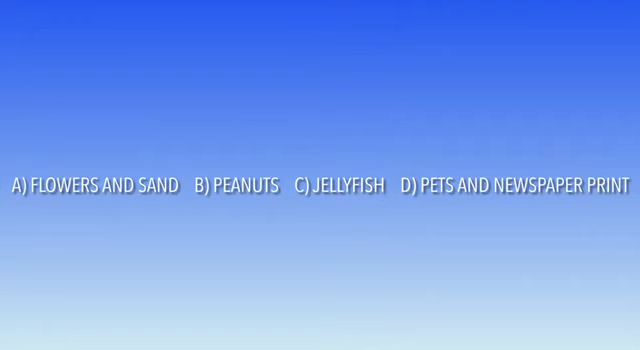 A) FLOWERS AND SAND B) PEANUTS C) JELLYFISH D) PETS AND NEWSPAPER PRINT